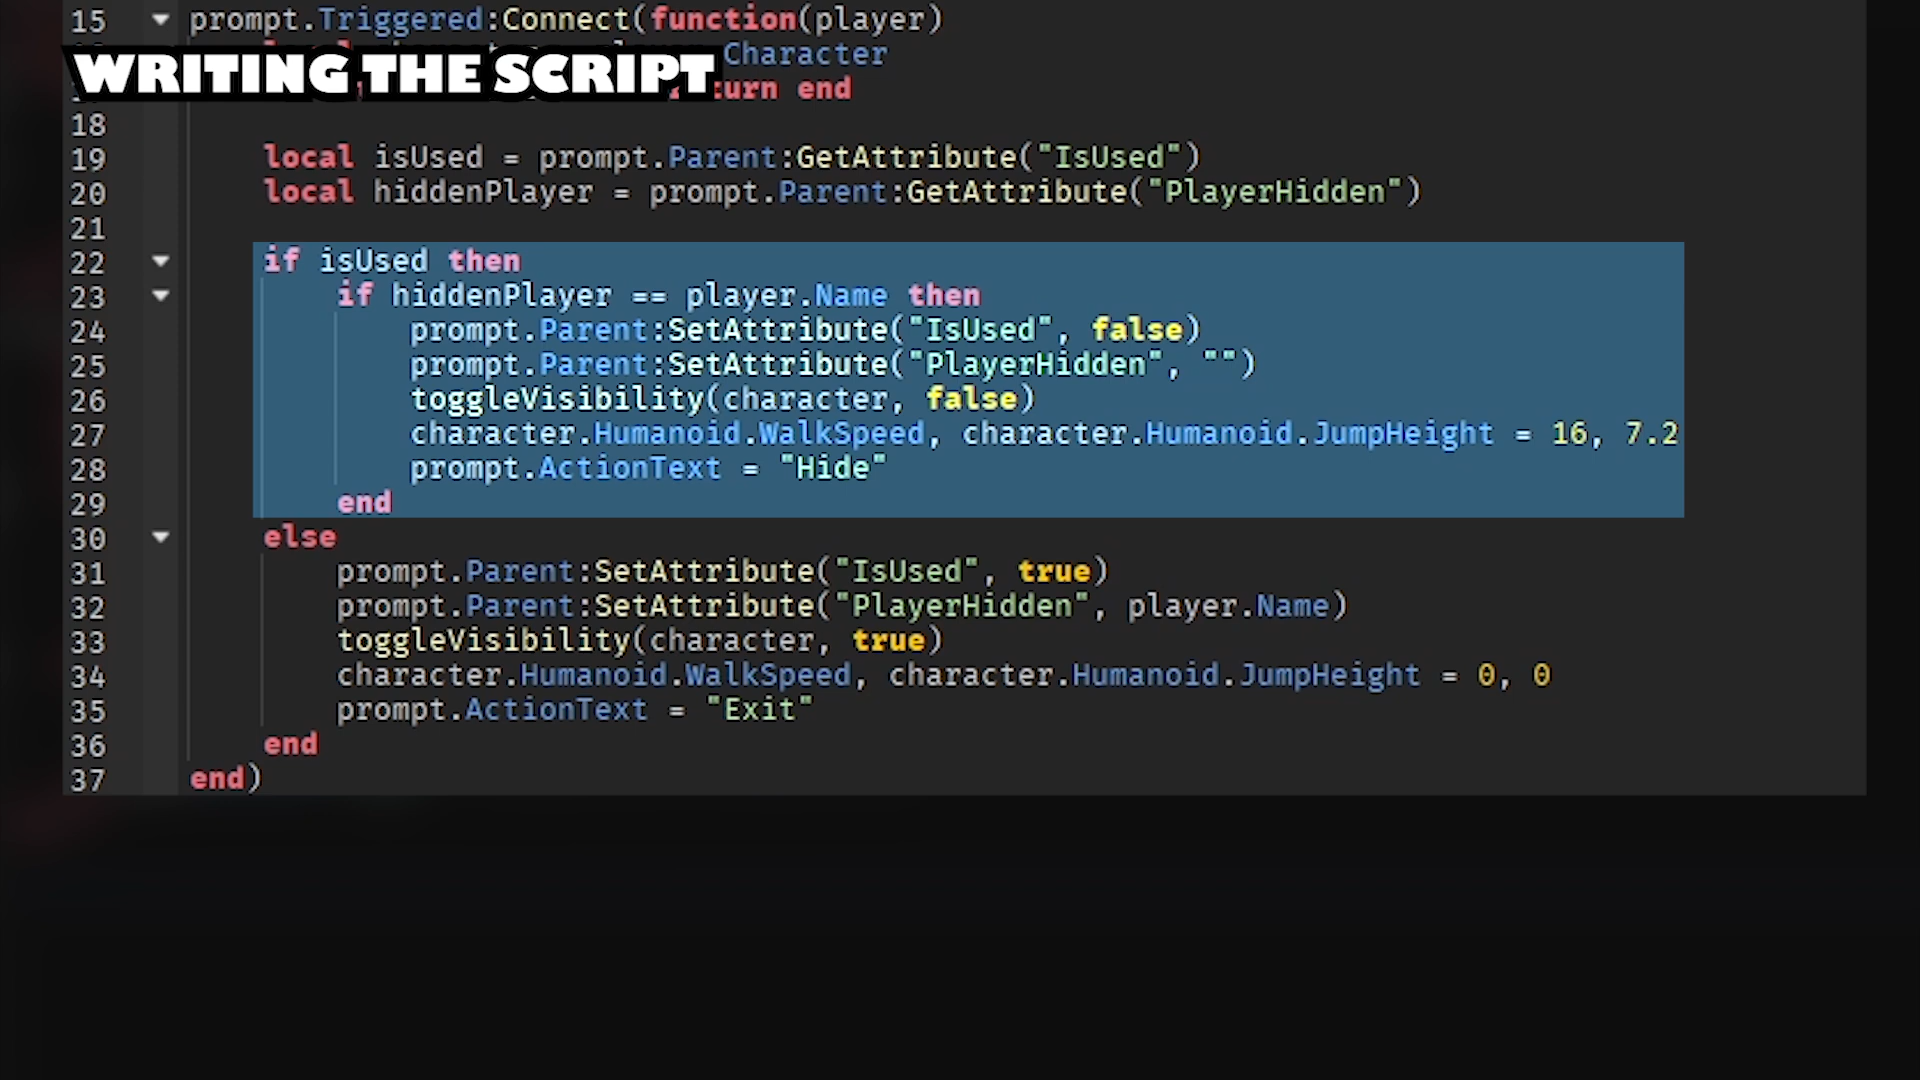 15 prompt.Triggered:Connect(function(player)
Character
WRITING THE SCRIPT
end
18
19 local isUsed = prompt.Parent:GetAttribute("IsUsed")
20 local hiddenPlayer = prompt.Parent:GetAttribute("PlayerHidden")
21
22 if isUsed then
23 if hiddenPlayer == player.Name then
24 prompt.Parent:SetAttribute("IsUsed", false)
25 prompt.Parent:SetAttribute("PlayerHidden", "")
26 toggleVisibility(character, false)
27 character.Humanoid.WalkSpeed, character.Humanoid.JumpHeight = 16, 7.2
28 prompt.ActionText = "Hide"
29 end
30 else
31 prompt.Parent:SetAttribute("IsUsed", true)
32 prompt.Parent:SetAttribute("PlayerHidden", player.Name)
33 toggleVisibility(character, true)
34 character.Humanoid.WalkSpeed, character.Humanoid.JumpHeight = 0, 0
35 prompt.ActionText = "Exit"
36 end
37 end)